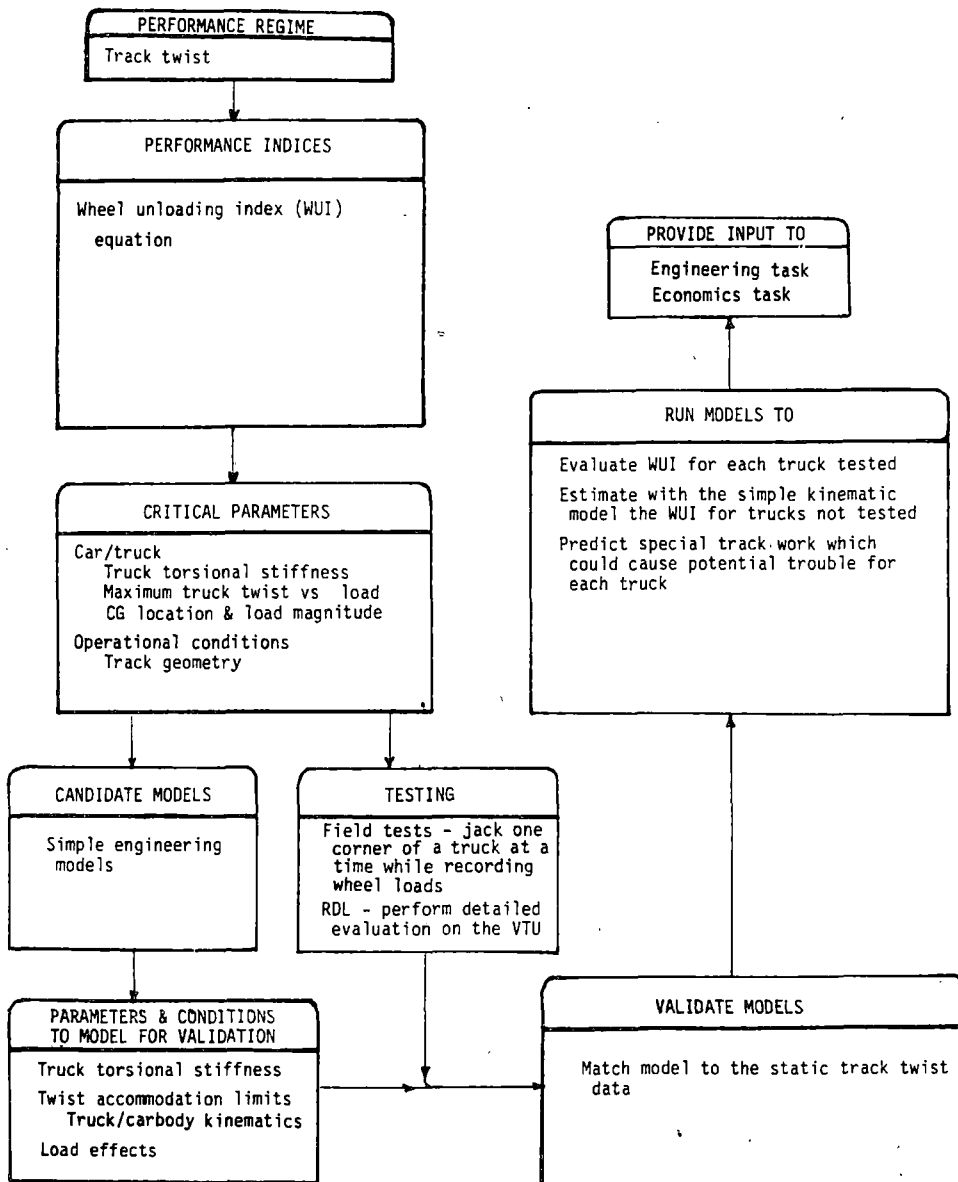 PERFORMANCE REGIME
Track twist
PERFORMANCE INDICES
Wheel unloading index (WUI)
equation
CRITICAL PARAMETERS
Car/truck
Truck torsional stiffness
Maximum truck twist vs load
CG location & load magnitude
Operational conditions
Track geometry
CANDIDATE MODELS
Simple engineering
models
TESTING
Field tests - jack one
corner of a truck at a
time while recording
wheel loads
RDL - perform detailed
evaluation on the VTU
PARAMETERS & CONDITIONS
TO MODEL FOR VALIDATION
Truck torsional stiffness
Twist accommodation limits
Truck/carbody kinematics
Load effects
VALIDATE MODELS
Match model to the static track twist
data
RUN MODELS TO
Evaluate WUI for each truck tested
Estimate with the simple kinematic
model the WUI for trucks not tested
Predict special track work which
could cause potential trouble for
each truck
PROVIDE INPUT TO
Engineering task
Economics task